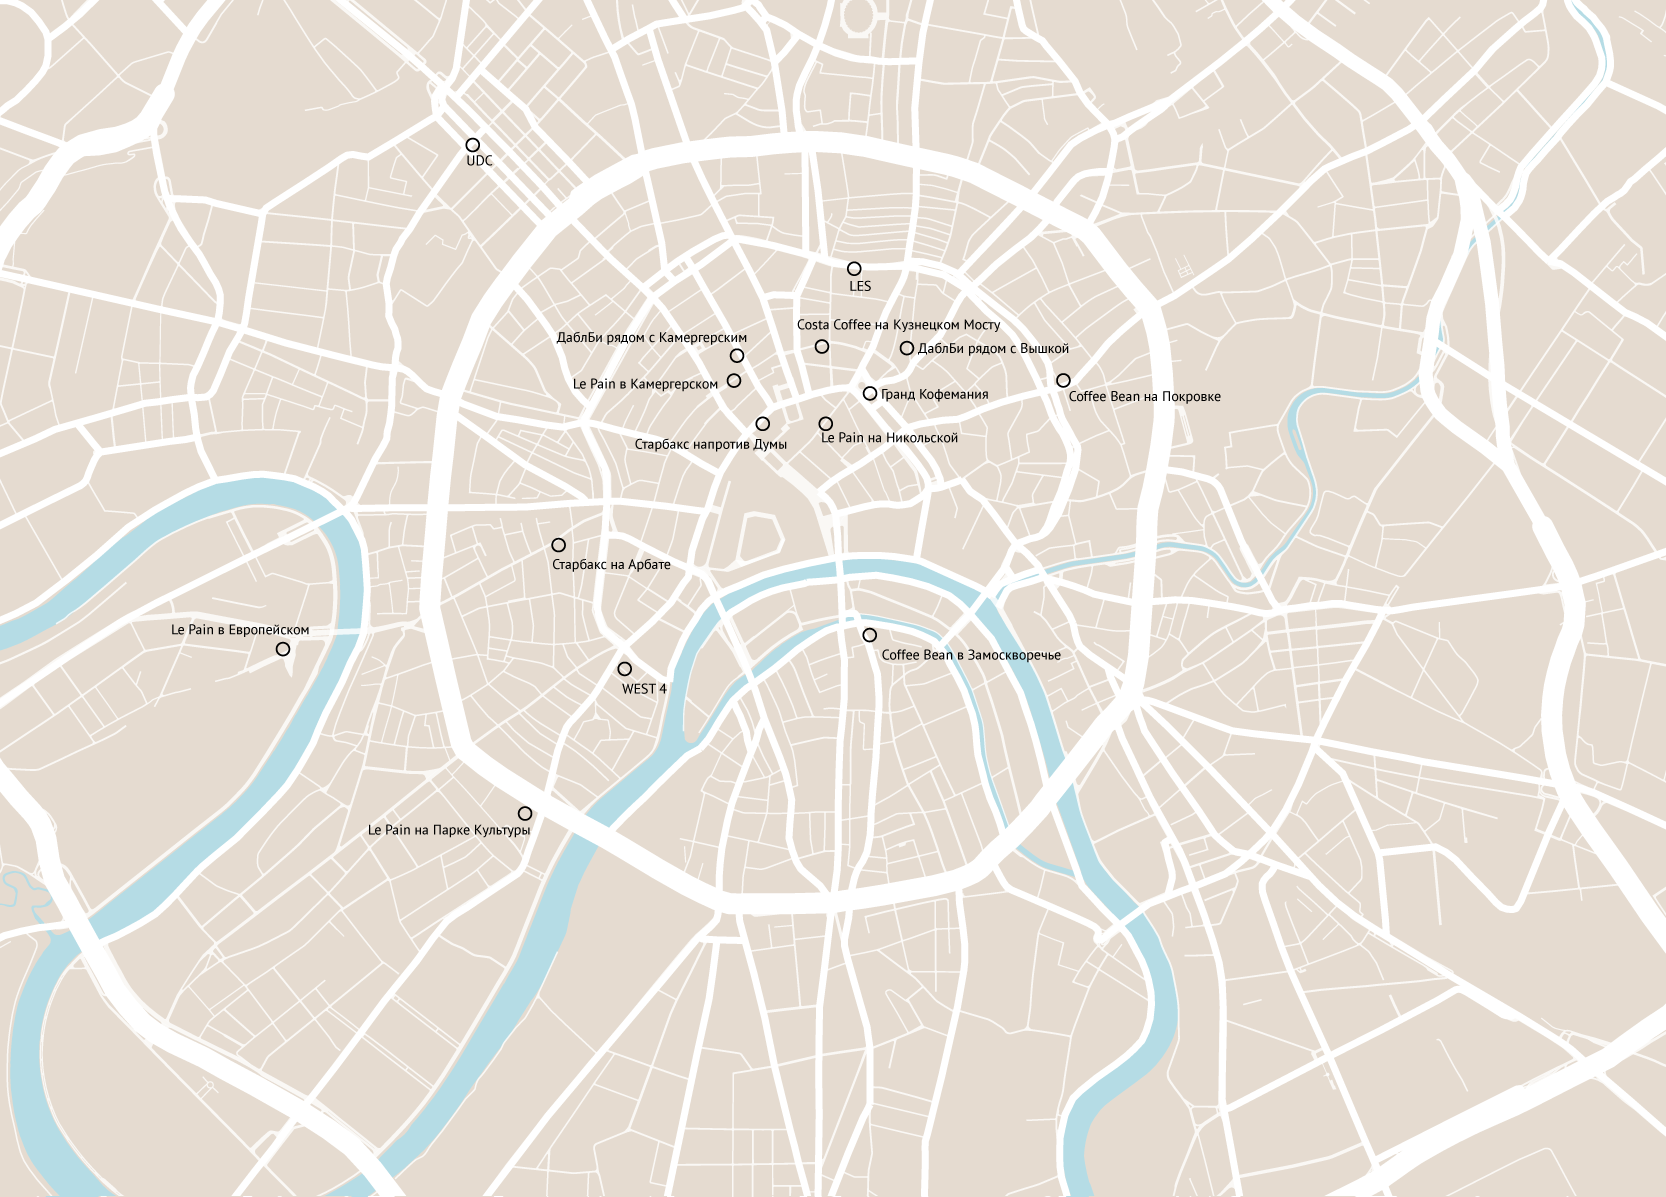 UDC
LES
Costa Coffee на Кузнецком Мосту
ДаблБи рядом с Камергерским
ДаблБи рядом с Вышкой
Le Pain в Камергерском
Гранд Кофемания
Coffee Bean на Покровке
Старбакс напротив Думы
Le Pain на Никольской
Старбакс на Арбате
Le Pain в Европейском
Coffee Bean в Замоскворечье
WEST 4
Le Pain на Парке Культуры